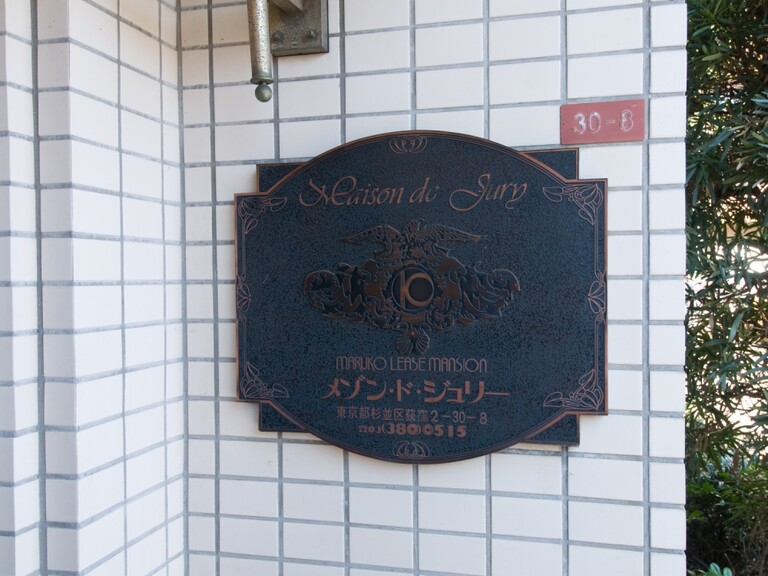 30-8
Maison de Jury
MARUKO LEASE MANSION
メゾン・ド・ジュリー
東京都杉並区荻窪2-30-8
☎03(380)0515